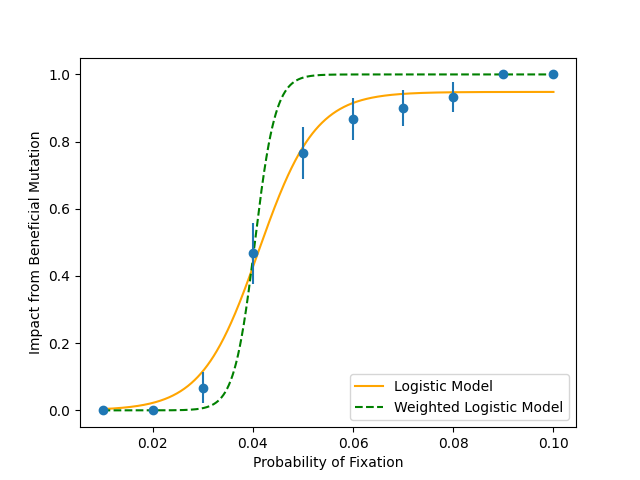 1.0
0.8
0.6
0.4
0.2
0.0
Impact from Beneficial Mutation
Logistic Model
Weighted Logistic Model
0.02 0.04 0.06 0.08 0.10
Probability of Fixation